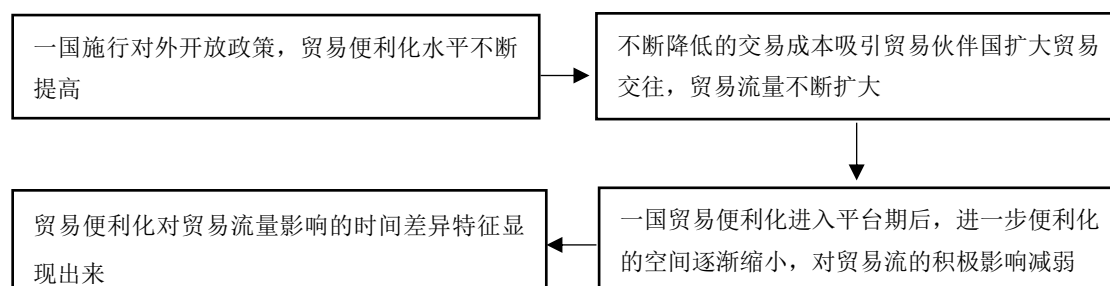 一国施行对外开放政策，贸易便利化水平不断
提高
不断降低的交易成本吸引贸易伙伴国扩大贸易
交往，贸易流量不断扩大
一国贸易便利化进入平台期后，进一步便利化
的空间逐渐缩小，对贸易流的积极影响减弱
贸易便利化对贸易流量影响的时间差异特征显
现出来